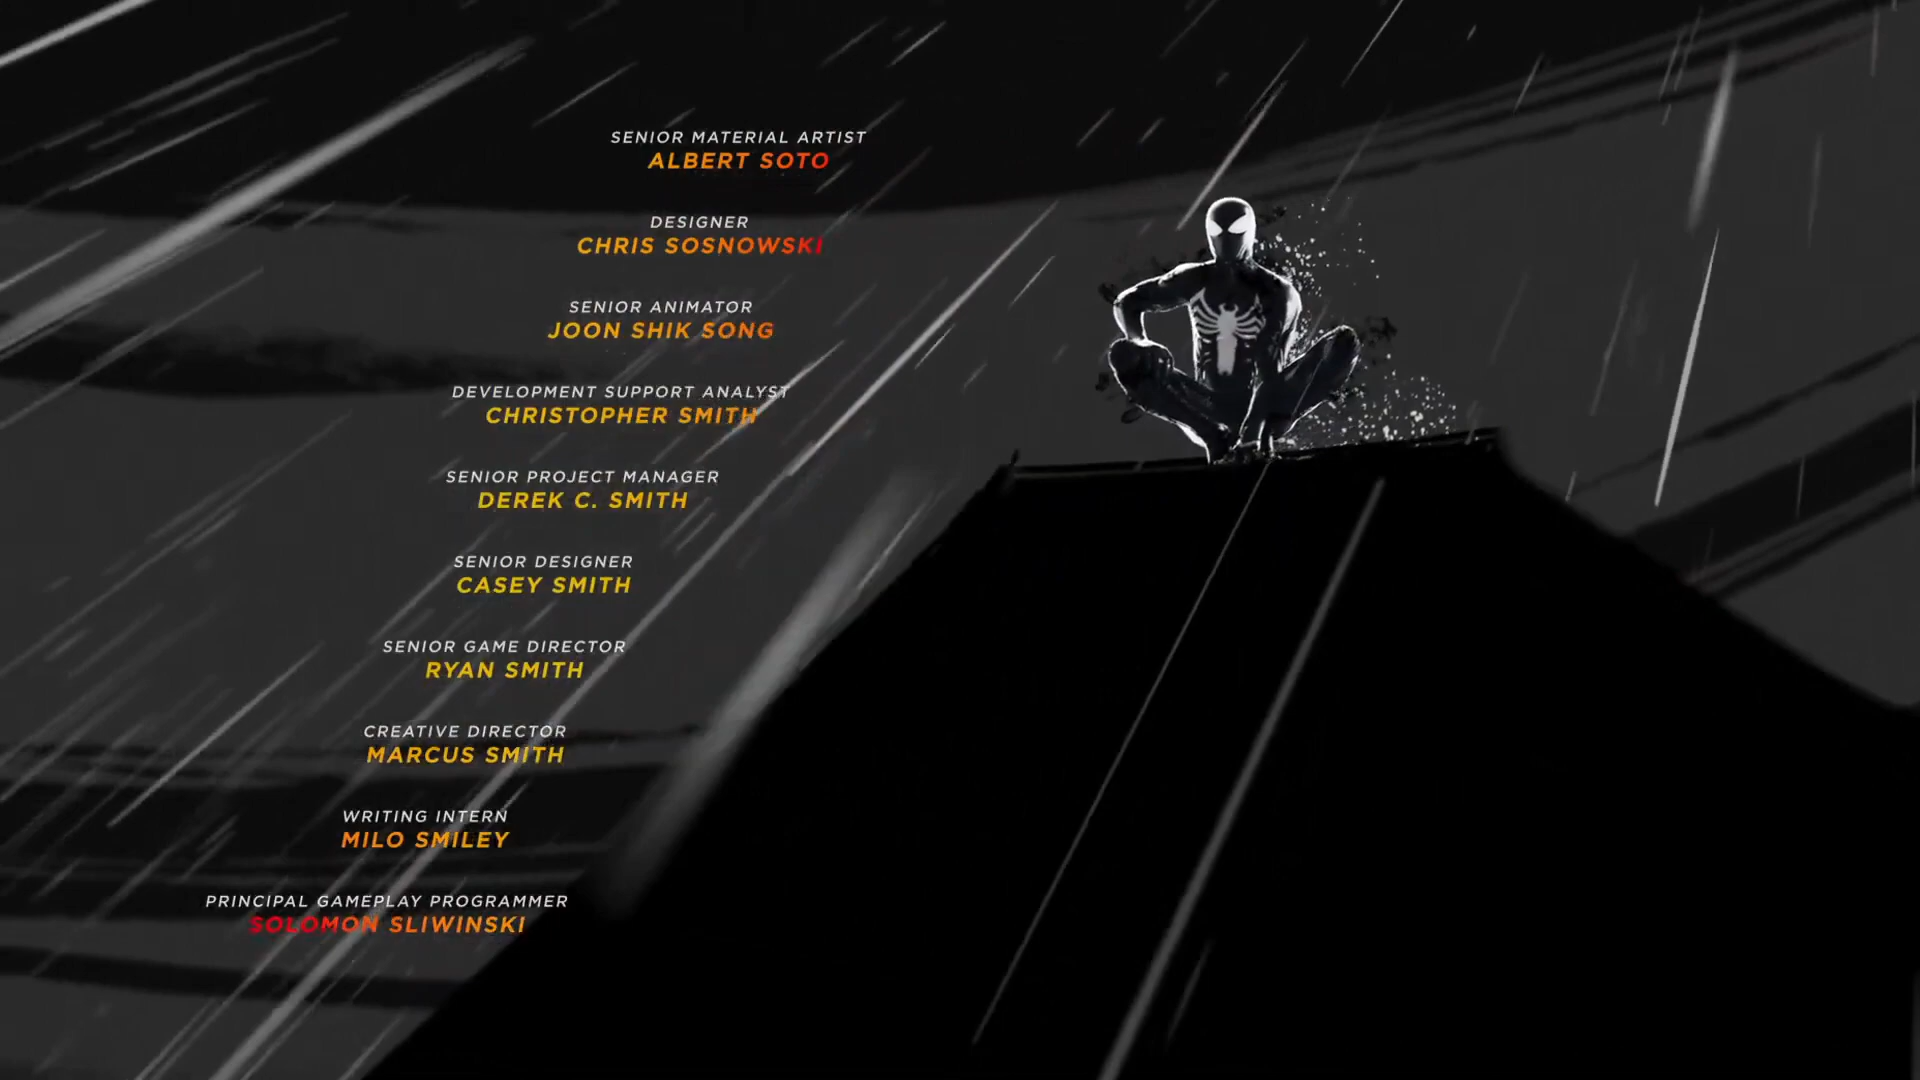 SENIOR MATERIAL ARTIST
ALBERT SOTO
DESIGNER
CHRIS SOSNOWSKI
SENIOR ANIMATOR
JOON SHIK SONG
DEVELOPMENT SUPPORT ANALYST
CHRISTOPHER SMITH
SENIOR PROJECT MANAGER
DEREK C. SMITH
SENIOR DESIGNER
CASEY SMITH
SENIOR GAME DIRECTOR
RYAN SMITH
CREATIVE DIRECTOR
MARCUS SMITH
WRITING INTERN
MILO SMILEY
PRINCIPAL GAMEPLAY PROGRAMMER
SOLOMON SLIWINSKI